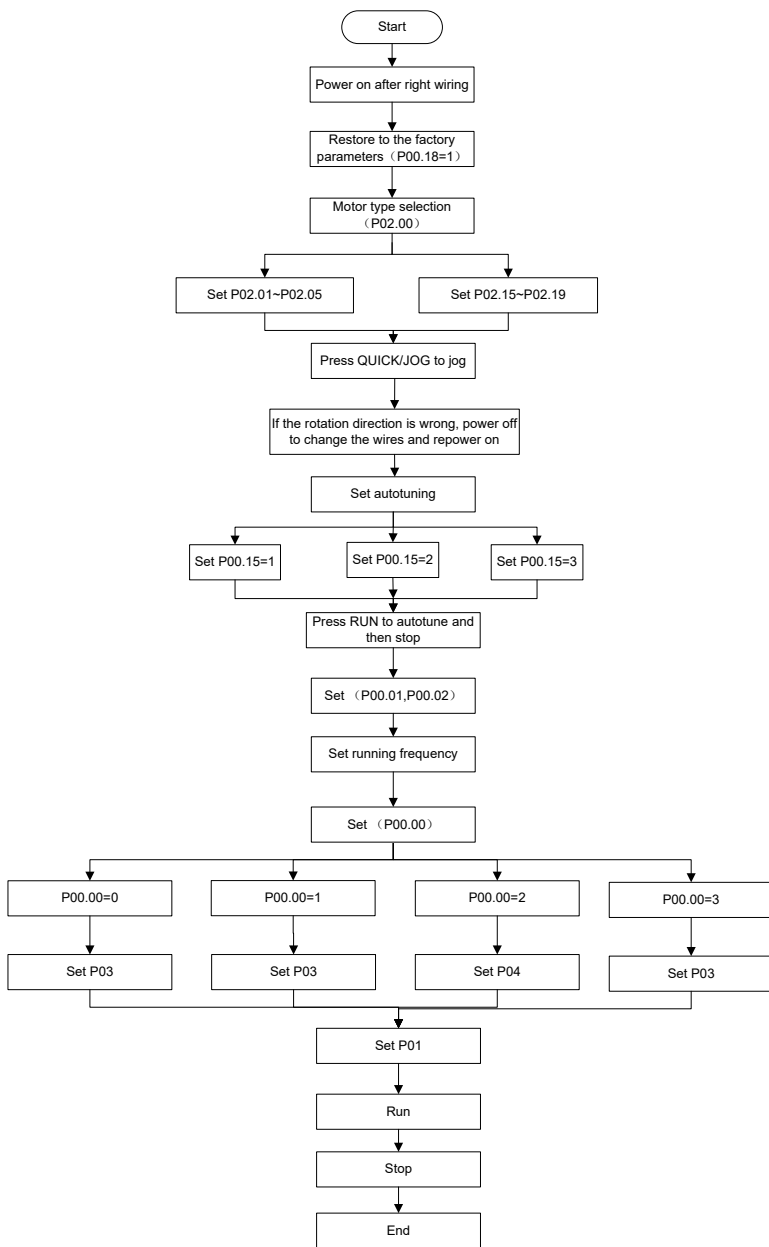 Start
Power on after right wiring
Restore to the factory
parameters（P00.18=1）
Motor type selection
（P02.00）
Set P02.01~P02.05
Set P02.15~P02.19
Press QUICK/JOG to jog
If the rotation direction is wrong, power off
to change the wires and repower on
Set autotuning
Set P00.15=1
Set P00.15=2
Set P00.15=3
Press RUN to autotune and
then stop
Set （P00.01,P00.02）
Set running frequency
Set （P00.00）
P00.00=0
P00.00=1
P00.00=2
P00.00=3
Set P03
Set P03
Set P04
Set P03
Set P01
Run
Stop
End